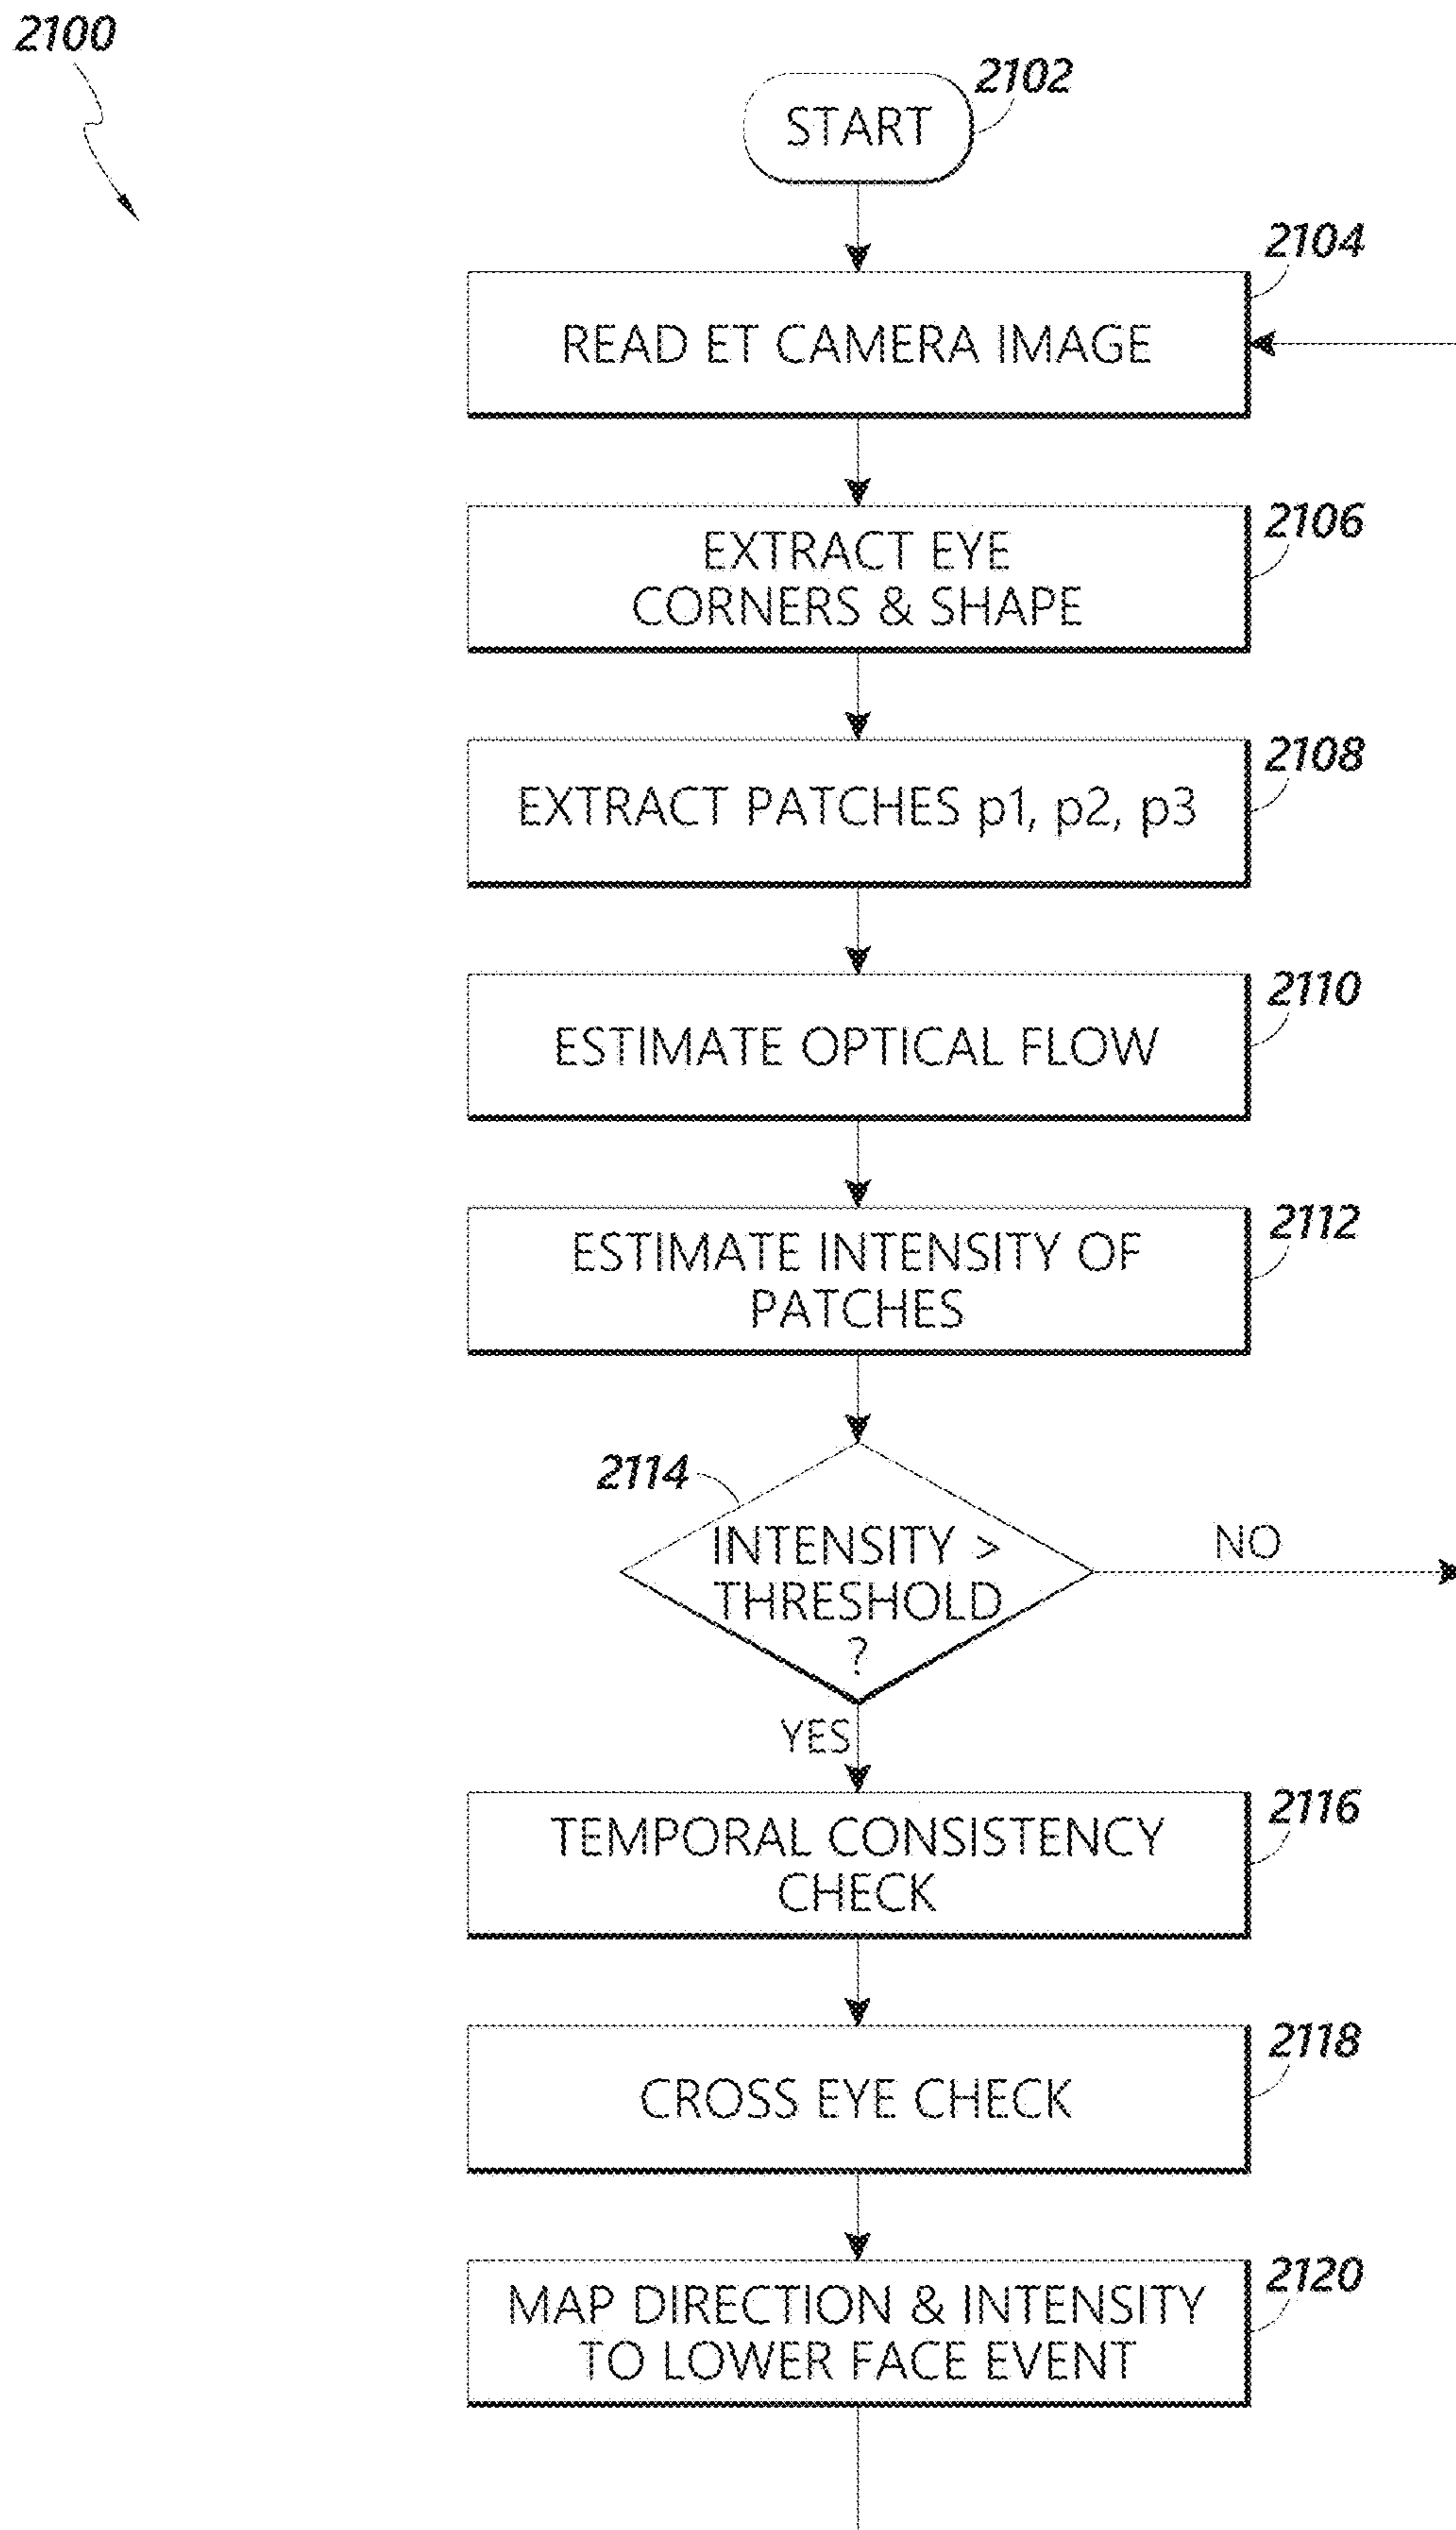 2100
2102
START
2104
READ ET CAMERA IMAGE
2106
EXTRACT EYE
CORNERS & SHAPE
2108
EXTRACT PATCHES p1, p2, p3
2110
ESTIMATE OPTICAL FLOW
2112
ESTIMATE INTENSITY OF
PATCHES
2114
INTENSITY >
THRESHOLD
?
NO
YES
2116
TEMPORAL CONSISTENCY
CHECK
2118
CROSS EYE CHECK
2120
MAP DIRECTION & INTENSITY
TO LOWER FACE EVENT